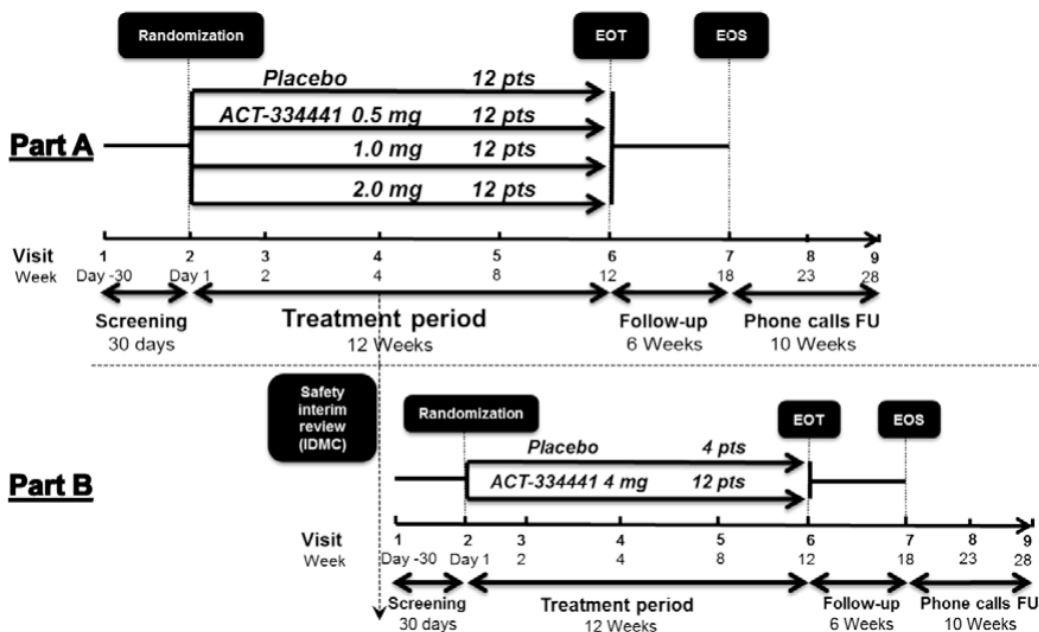 Randomization EOT EOS
Placebo 12 pts
ACT-334441 0.5 mg 12 pts
1.0 mg 12 pts
2.0 mg 12 pts
Part A
Visit 1 2 3 4 5 6 7 8 9
Week Day -30 Day 1 2 4 8 12 18 23 28
Screening Treatment period Follow-up Phone calls FU
30 days 12 Weeks 6 Weeks 10 Weeks
Safety
interim
review
(IDMC)
Randomization EOT EOS
Placebo 4 pts
ACT-334441 4 mg 12 pts
Part B
Visit 1 2 3 4 5 6 7 8 9
Week Day -30 Day 1 2 4 8 12 18 23 28
Screening Treatment period Follow-up Phone calls FU
30 days 12 Weeks 6 Weeks 10 Weeks